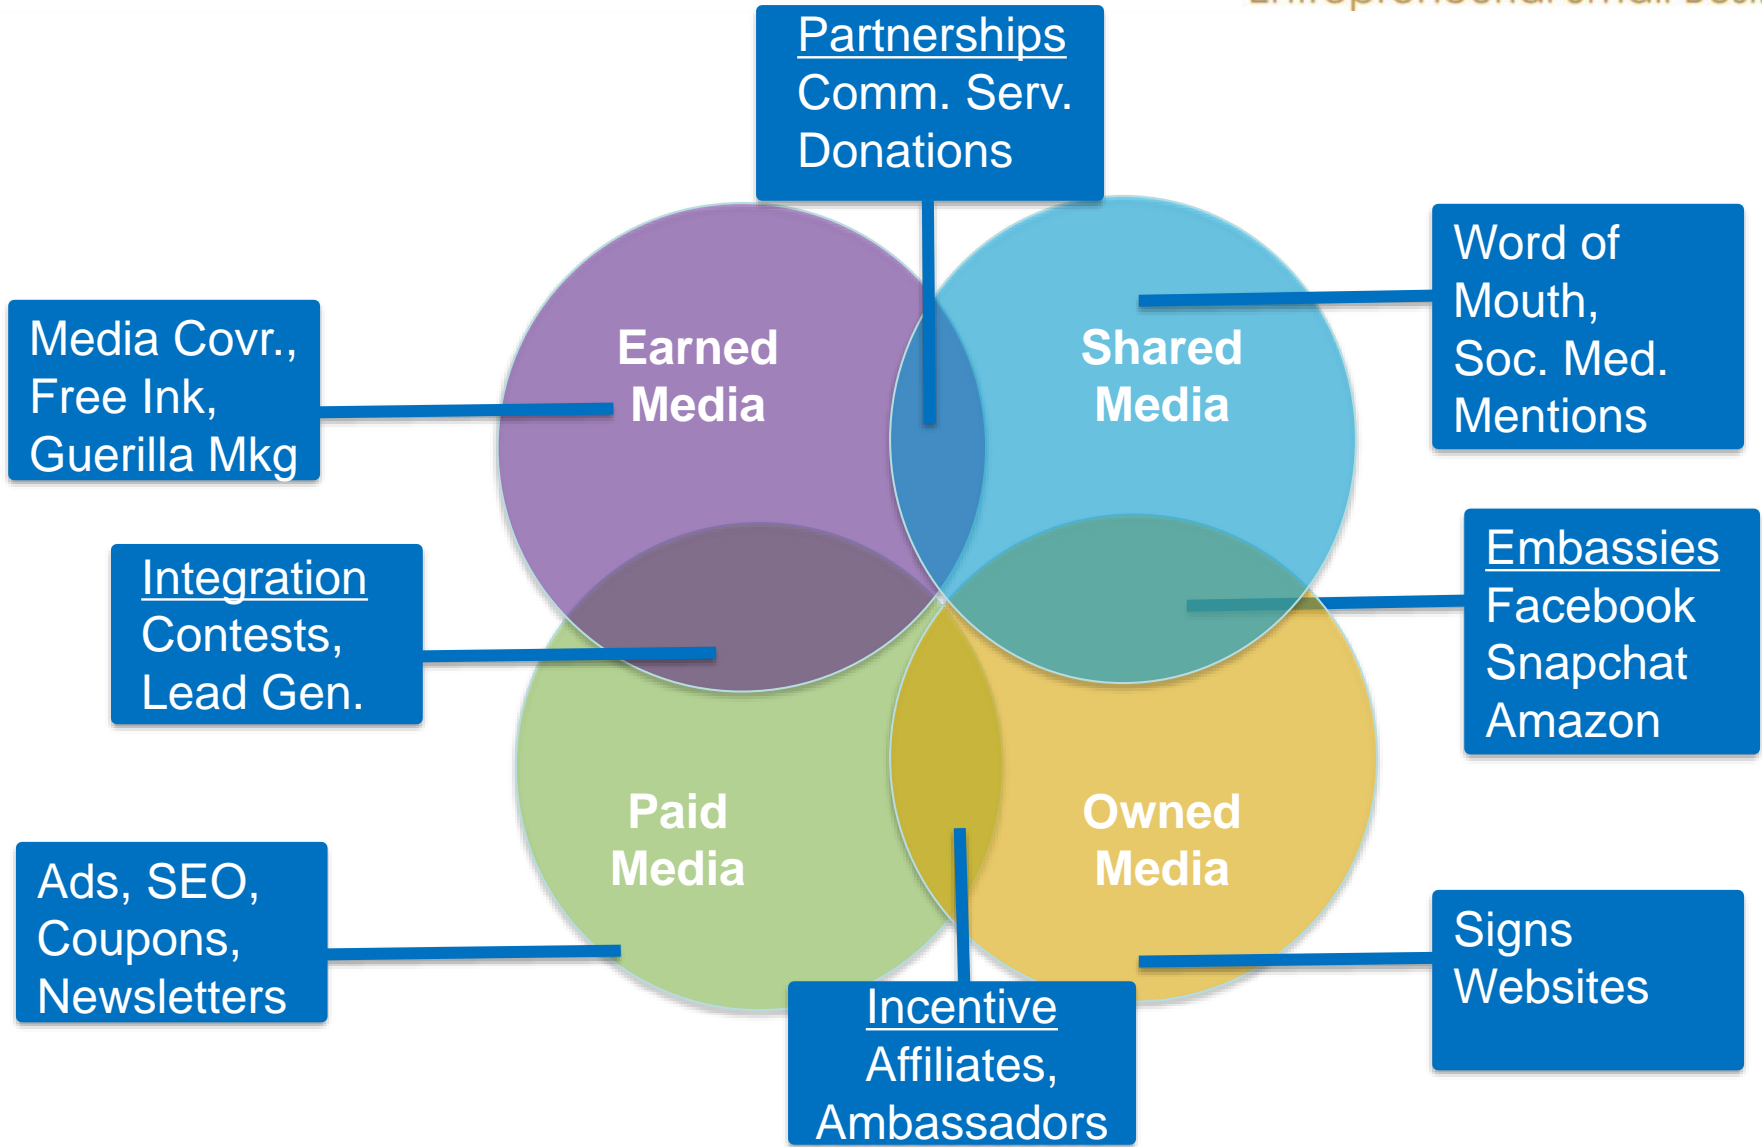 Entrepreneurial Small
Partnerships
Comm. Serv.
Donations
Word of
Mouth,
Soc. Med.
Mentions
Media Covr.,
Free Ink,
Guerilla Mkg
Earned
Media
Shared
Media
Integration
Contests,
Lead Gen.
Embassies
Facebook
Snapchat
Amazon
Paid
Media
Owned
Media
Ads, SEO,
Coupons,
Newsletters
Signs
Websites
Incentive
Affiliates,
Ambassadors